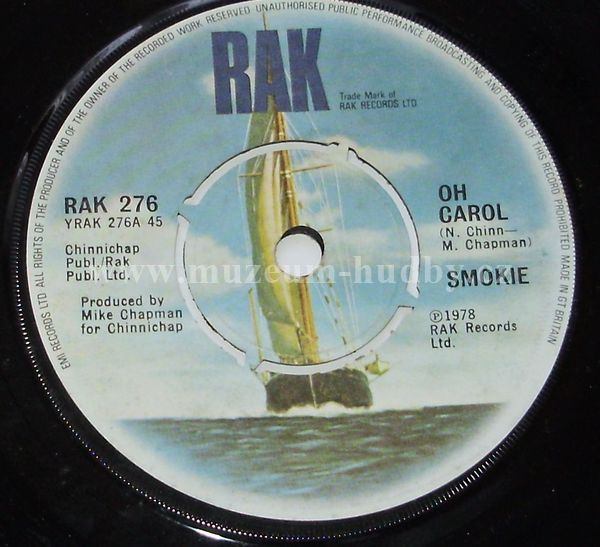 EMI RECORDS LTD. ALL RIGHTS OF THE PRODUCER AND OF THE OWNER OF THE RECORDED WORK RESERVED UNAUTHORISED PUBLIC PERFORMANCE BROADCASTING AND COPYING OF THIS RECORD PROHIBITED MADE IN GT BRITAIN
RAK
Trade Mark of
RAK RECORDS LTD.
RAK 276
YRAK 276A 45
Chinnichap
Publ./Rak
Publ. Ltd.
Produced by
Mike Chapman
for Chinnichap
OH
CAROL
(N. Chinn—
M. Chapman)
SMOKIE
℗1978
RAK Records
Ltd.
www.muzeum-hudby.cz